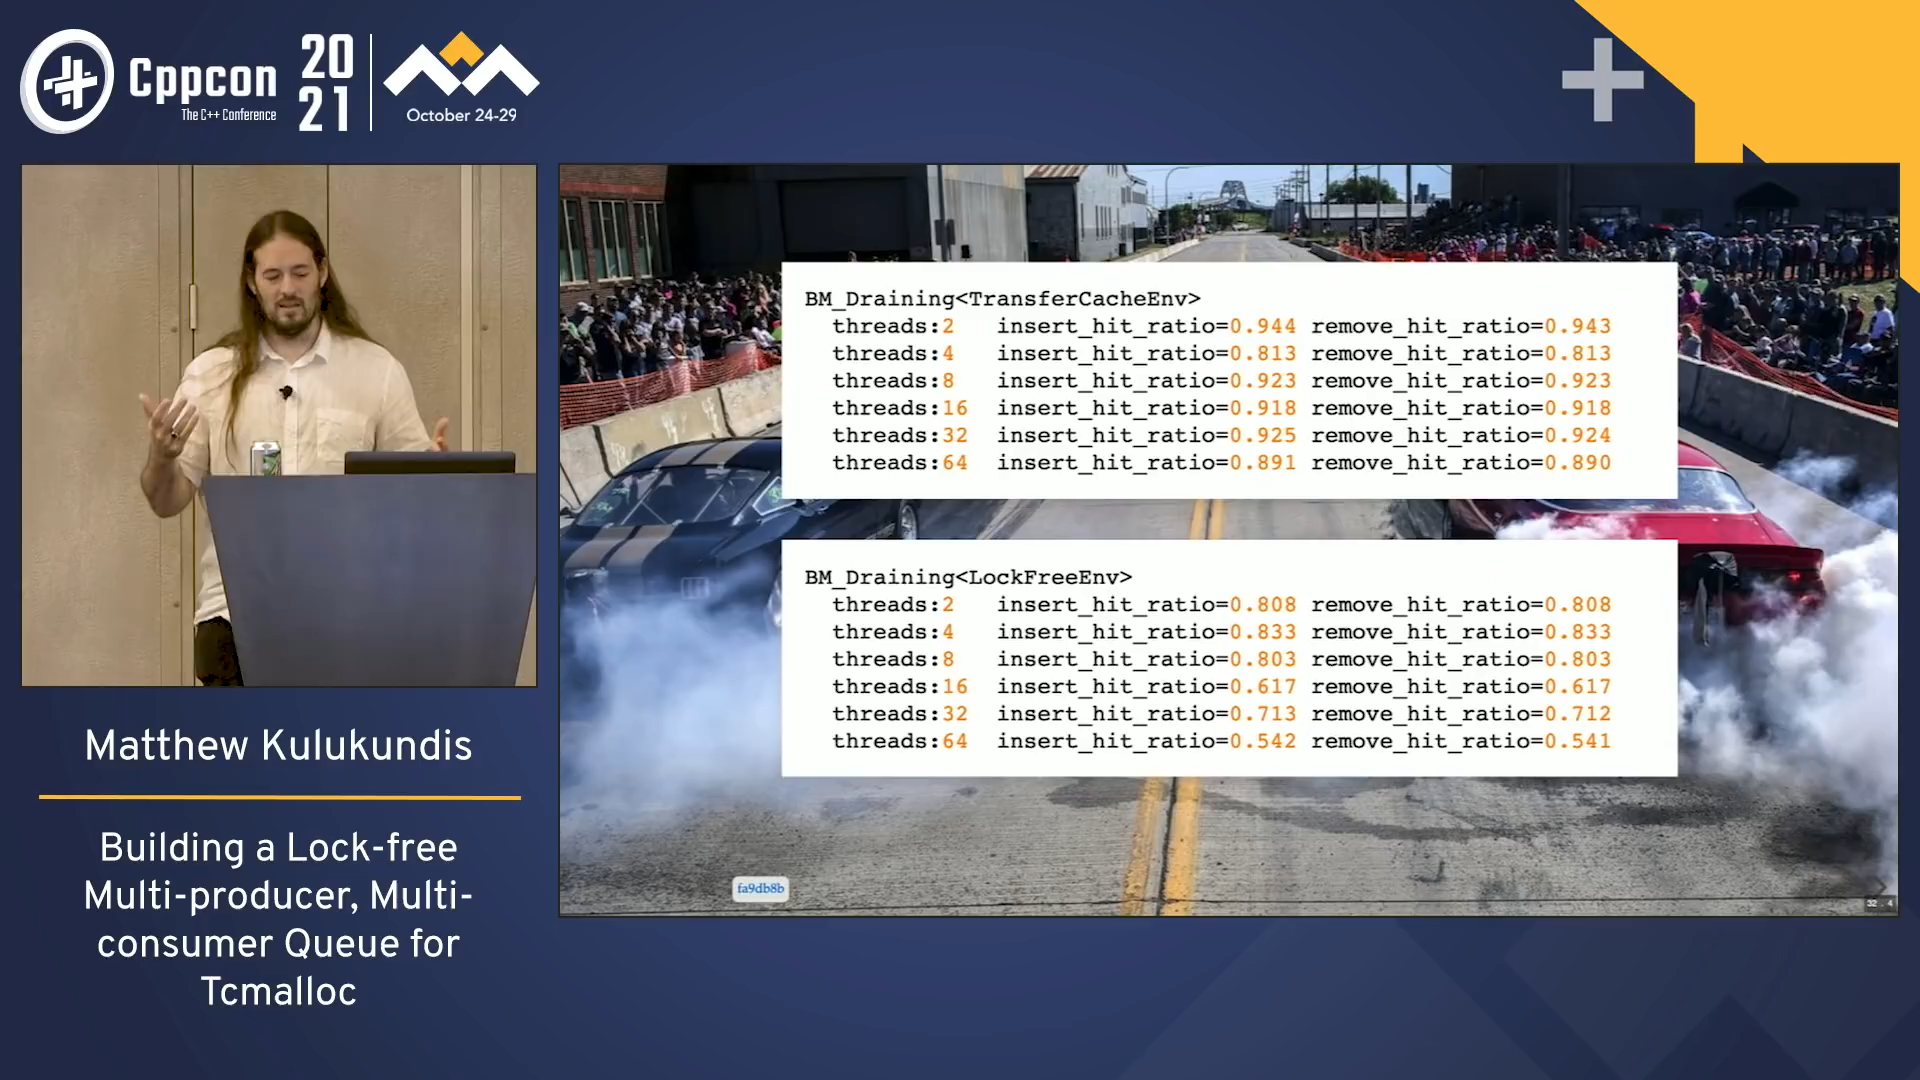 Cppcon
The C++ Conference
20
21
October 24-29
BM_Draining<TransferCacheEnv>
threads:2 insert_hit_ratio=0.944 remove_hit_ratio=0.943
threads:4 insert_hit_ratio=0.813 remove_hit_ratio=0.813
threads:8 insert_hit_ratio=0.923 remove_hit_ratio=0.923
threads:16 insert_hit_ratio=0.918 remove_hit_ratio=0.918
threads:32 insert_hit_ratio=0.925 remove_hit_ratio=0.924
threads:64 insert_hit_ratio=0.891 remove_hit_ratio=0.890
BM_Draining<LockFreeEnv>
threads:2 insert_hit_ratio=0.808 remove_hit_ratio=0.808
threads:4 insert_hit_ratio=0.833 remove_hit_ratio=0.833
threads:8 insert_hit_ratio=0.803 remove_hit_ratio=0.803
threads:16 insert_hit_ratio=0.617 remove_hit_ratio=0.617
threads:32 insert_hit_ratio=0.713 remove_hit_ratio=0.712
threads:64 insert_hit_ratio=0.542 remove_hit_ratio=0.541
fa9db8b
32 . 4
Matthew Kulukundis
Building a Lock-free
Multi-producer, Multi-
consumer Queue for
Tcmalloc